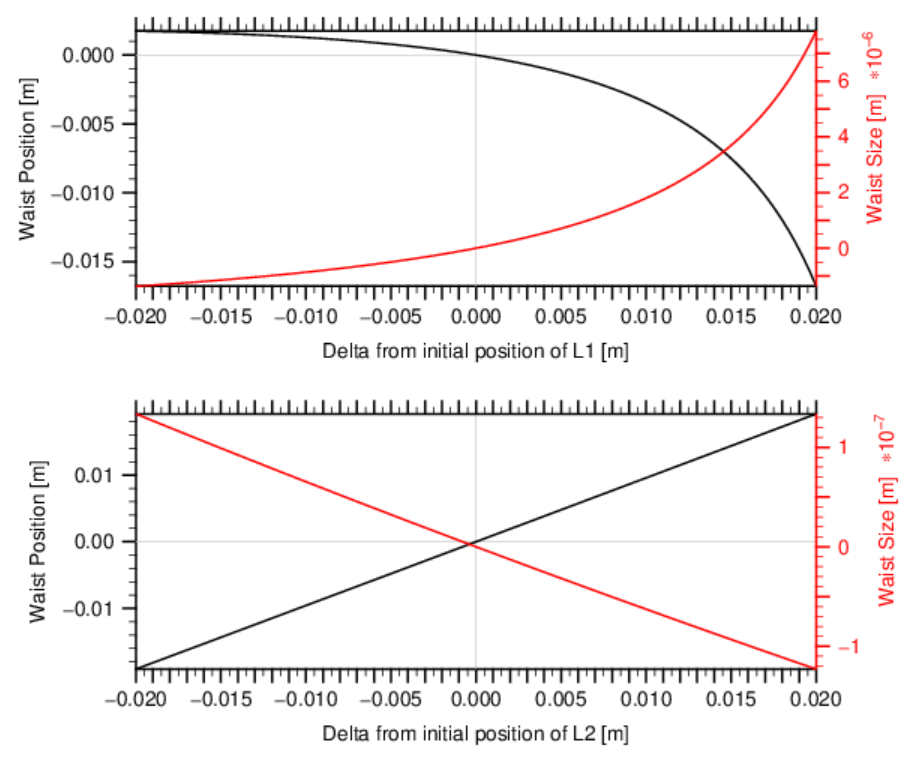 0.000
−0.005
−0.010
−0.015
Waist Position [m]
6
4
2
0
Waist Size [m] *10⁻⁶
−0.020 −0.015 −0.010 −0.005 0.000 0.005 0.010 0.015 0.020
Delta from initial position of L1 [m]
0.01
0.00
−0.01
Waist Position [m]
1
0
−1
Waist Size [m] *10⁻⁷
−0.020 −0.015 −0.010 −0.005 0.000 0.005 0.010 0.015 0.020
Delta from initial position of L2 [m]